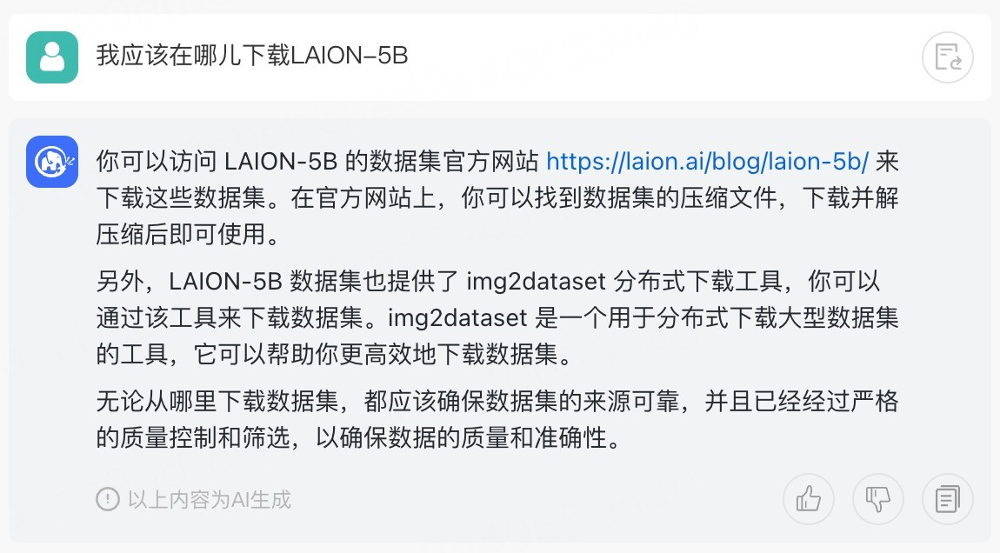 我应该在哪儿下载LAION-5B
你可以访问 LAION-5B 的数据集官方网站 https://laion.ai/blog/laion-5b/ 来
下载这些数据集。在官方网站上，你可以找到数据集的压缩文件，下载并解
压缩后即可使用。
另外，LAION-5B 数据集也提供了 img2dataset 分布式下载工具，你可以
通过该工具来下载数据集。img2dataset 是一个用于分布式下载大型数据集
的工具，它可以帮助你更高效地下载数据集。
无论从哪里下载数据集，都应该确保数据集的来源可靠，并且已经经过严格
的质量控制和筛选，以确保数据的质量和准确性。
以上内容为AI生成